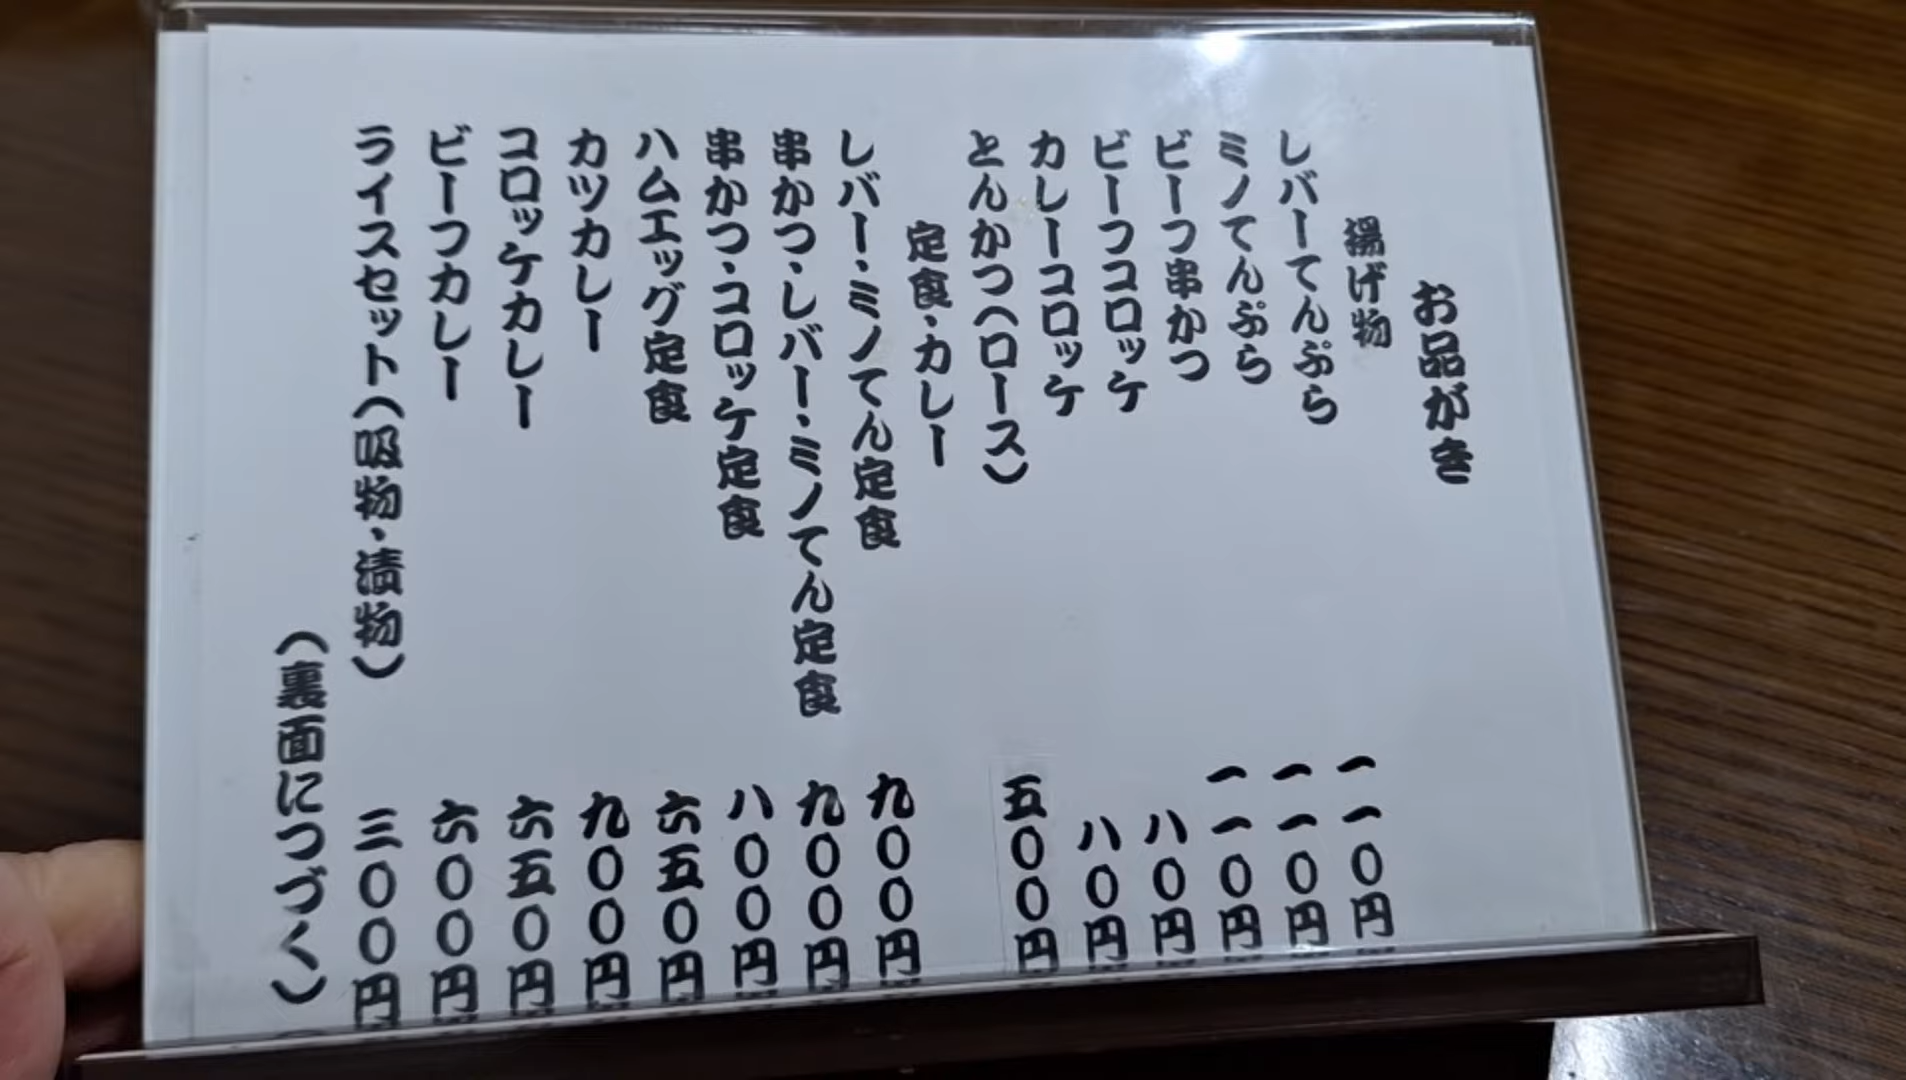 お品がき
揚げ物
レバーてんぷら 一一〇円
ミノてんぷら 一一〇円
ビーフ串かつ 一一〇円
ビーフコロッケ 八〇円
カレーコロッケ 八〇円
とんかつ(ロース) 五〇〇円
定食・カレー
レバー・ミノてん定食 九〇〇円
串かつ・レバー・ミノてん定食 九〇〇円
串かつ・コロッケ定食 八〇〇円
ハムエッグ定食 六五〇円
カツカレー 九〇〇円
コロッケカレー 六五〇円
ビーフカレー 六〇〇円
ライスセット(吸物・漬物) 三〇〇円
(裏面につづく)